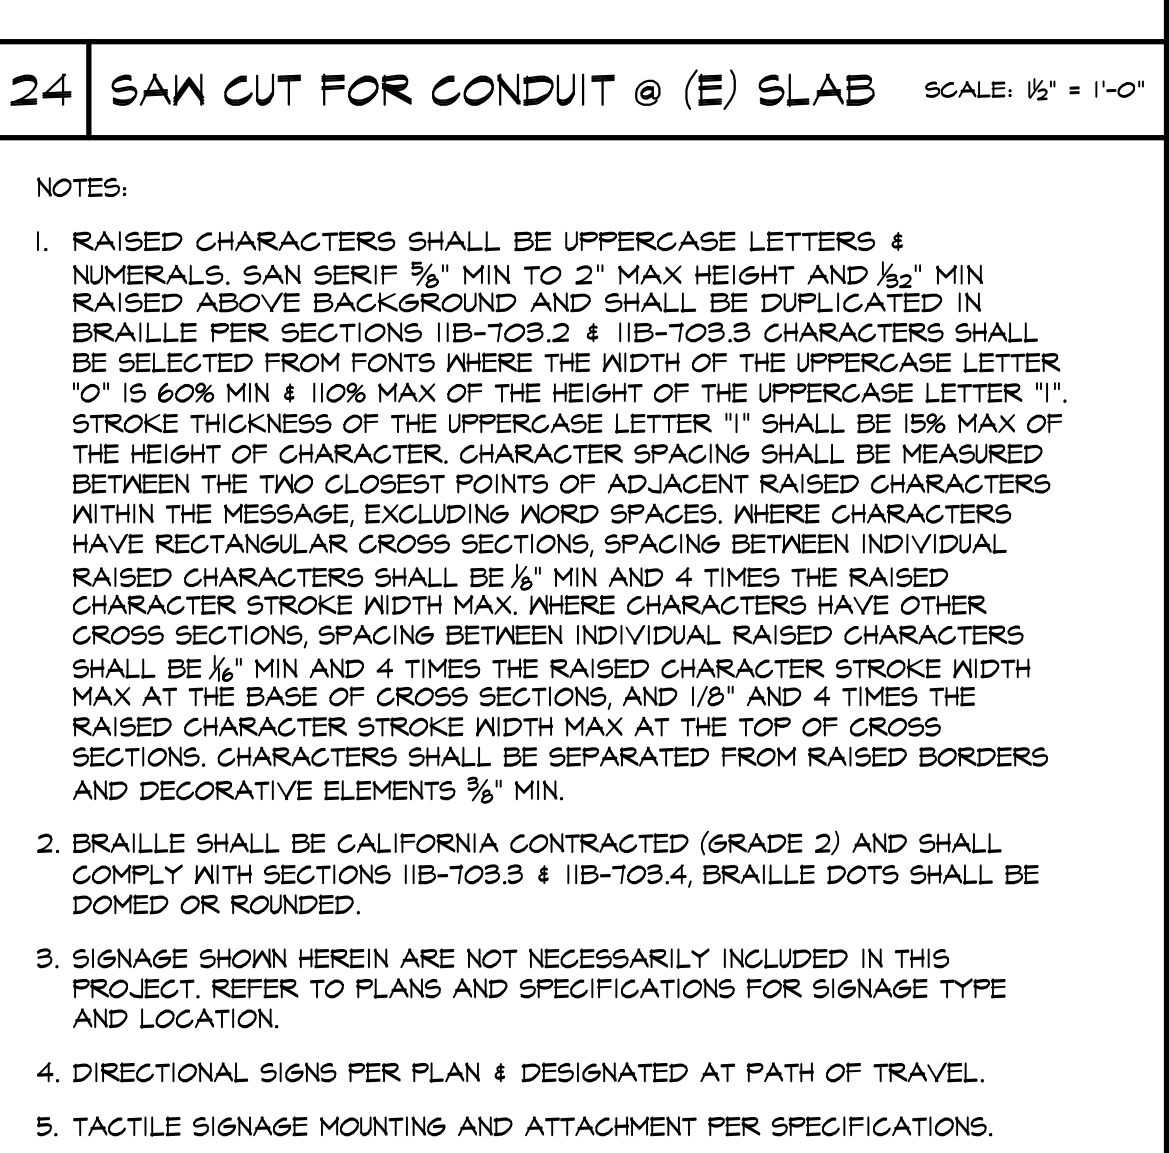 24 SAW CUT FOR CONDUIT @ (E) SLAB SCALE: 1½" = 1'-0"
NOTES:
1. RAISED CHARACTERS SHALL BE UPPERCASE LETTERS &
NUMERALS. SAN SERIF ⅝" MIN TO 2" MAX HEIGHT AND 1/32" MIN
RAISED ABOVE BACKGROUND AND SHALL BE DUPLICATED IN
BRAILLE PER SECTIONS 11B-703.2 & 11B-703.3 CHARACTERS SHALL
BE SELECTED FROM FONTS WHERE THE WIDTH OF THE UPPERCASE LETTER
"O" IS 60% MIN & 110% MAX OF THE HEIGHT OF THE UPPERCASE LETTER "I".
STROKE THICKNESS OF THE UPPERCASE LETTER "I" SHALL BE 15% MAX OF
THE HEIGHT OF CHARACTER. CHARACTER SPACING SHALL BE MEASURED
BETWEEN THE TWO CLOSEST POINTS OF ADJACENT RAISED CHARACTERS
WITHIN THE MESSAGE, EXCLUDING WORD SPACES. WHERE CHARACTERS
HAVE RECTANGULAR CROSS SECTIONS, SPACING BETWEEN INDIVIDUAL
RAISED CHARACTERS SHALL BE ⅛" MIN AND 4 TIMES THE RAISED
CHARACTER STROKE WIDTH MAX. WHERE CHARACTERS HAVE OTHER
CROSS SECTIONS, SPACING BETWEEN INDIVIDUAL RAISED CHARACTERS
SHALL BE 1/16" MIN AND 4 TIMES THE RAISED CHARACTER STROKE WIDTH
MAX AT THE BASE OF CROSS SECTIONS, AND 1/8" AND 4 TIMES THE
RAISED CHARACTER STROKE WIDTH MAX AT THE TOP OF CROSS
SECTIONS. CHARACTERS SHALL BE SEPARATED FROM RAISED BORDERS
AND DECORATIVE ELEMENTS ⅜" MIN.
2. BRAILLE SHALL BE CALIFORNIA CONTRACTED (GRADE 2) AND SHALL
COMPLY WITH SECTIONS 11B-703.3 & 11B-703.4, BRAILLE DOTS SHALL BE
DOMED OR ROUNDED.
3. SIGNAGE SHOWN HEREIN ARE NOT NECESSARILY INCLUDED IN THIS
PROJECT. REFER TO PLANS AND SPECIFICATIONS FOR SIGNAGE TYPE
AND LOCATION.
4. DIRECTIONAL SIGNS PER PLAN & DESIGNATED AT PATH OF TRAVEL.
5. TACTILE SIGNAGE MOUNTING AND ATTACHMENT PER SPECIFICATIONS.